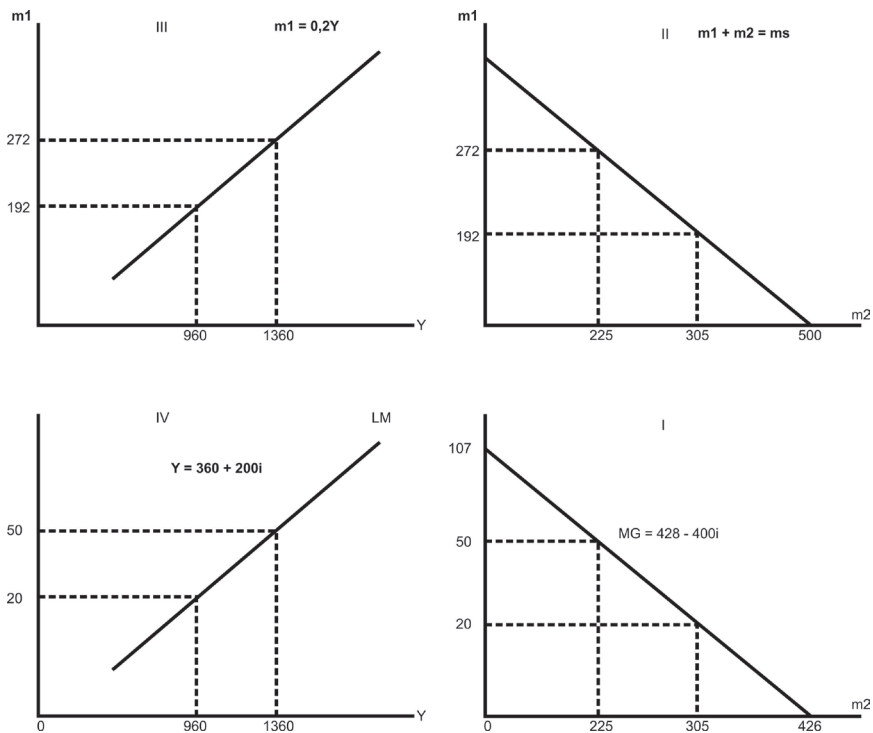 m1
III
m1 = 0,2Y
272
192
960
1360
Y
II
m1 + m2 = ms
272
192
225
305
500
m2
IV
LM
Y = 360 + 200i
50
20
0
960
1360
Y
I
107
MG = 428 - 400i
50
20
0
225
305
426
m2